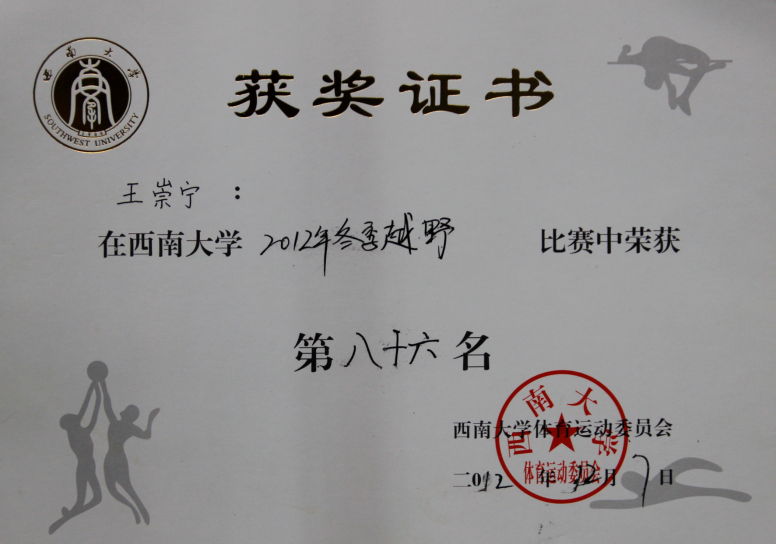 西南大学
SOUTHWEST UNIVERSITY
获奖证书
王崇宁：
在西南大学2012年冬季越野比赛中荣获
第八十六名
西南大学体育运动委员会
二〇12年12月7日
西南大学
体育运动委员会